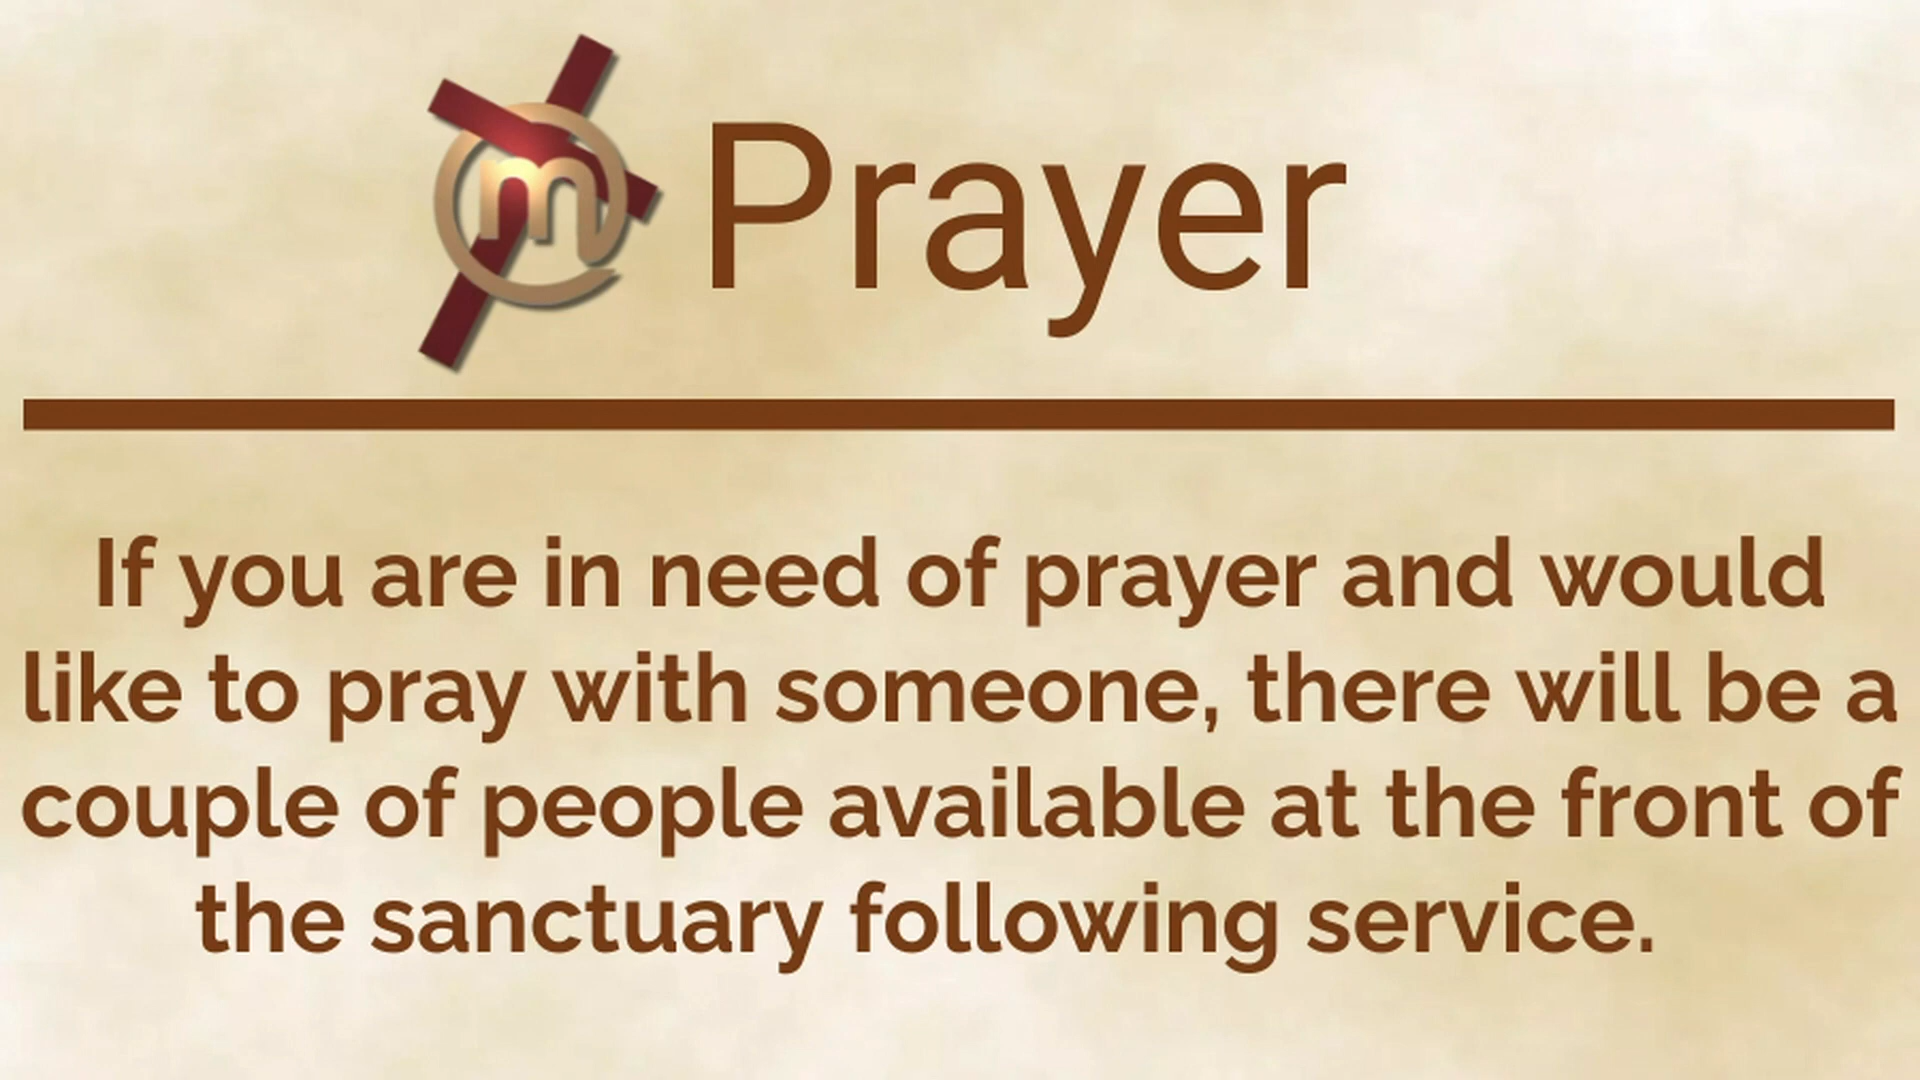 m
Prayer
If you are in need of prayer and would
like to pray with someone, there will be a
couple of people available at the front of
the sanctuary following service.